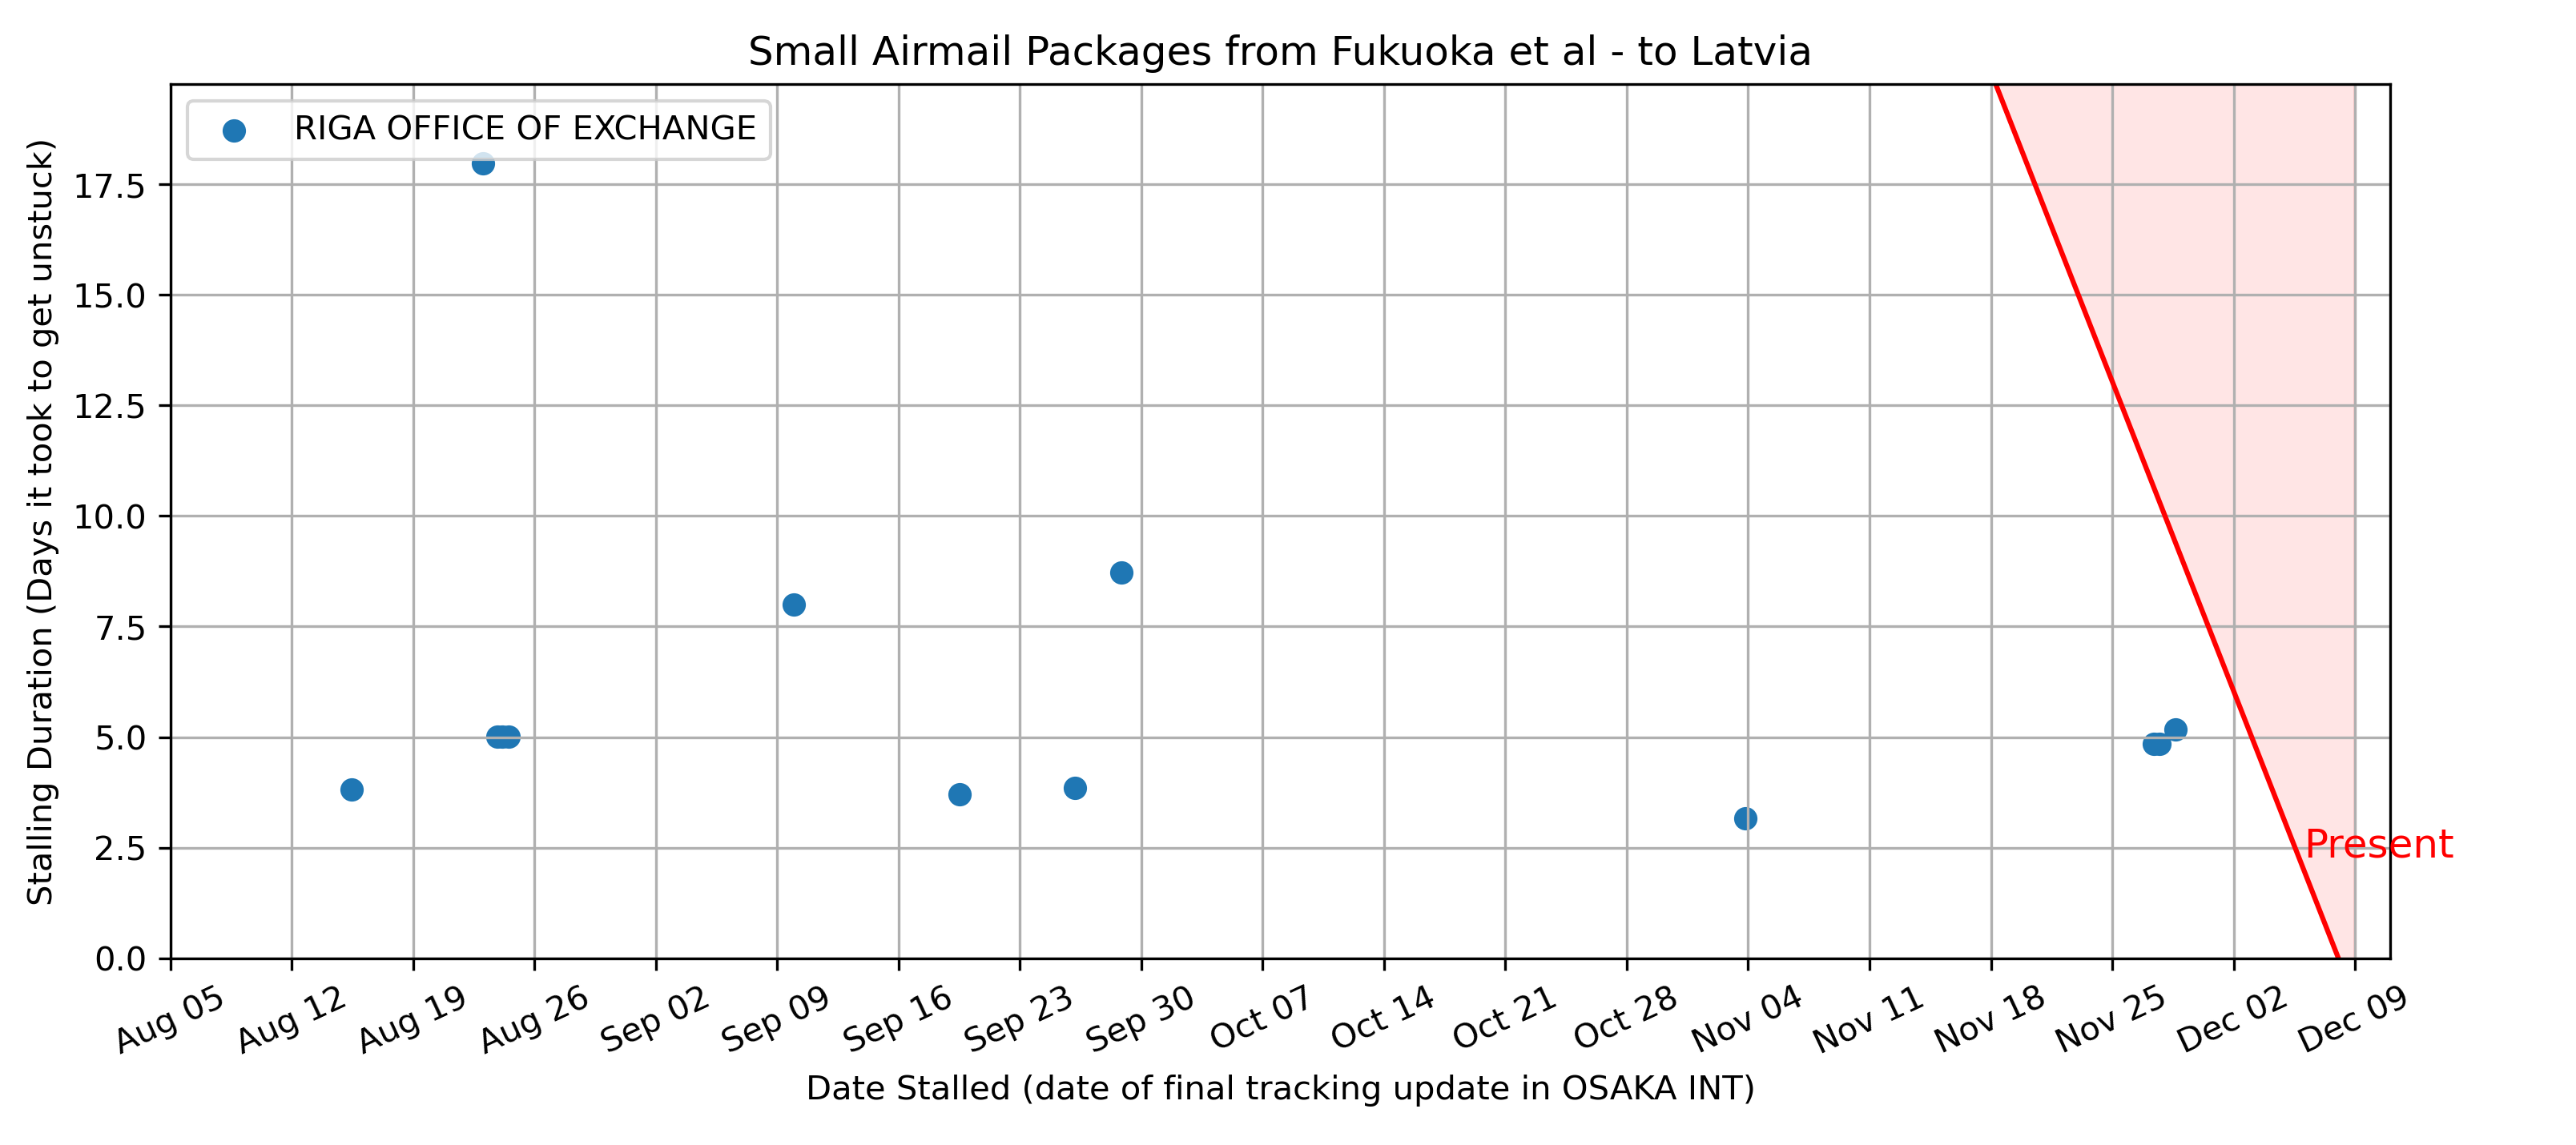 Small Airmail Packages from Fukuoka et al - to Latvia
RIGA OFFICE OF EXCHANGE
Stalling Duration (Days it took to get unstuck)
17.5
15.0
12.5
10.0
7.5
5.0
2.5
0.0
Present
Aug 05
Aug 12
Aug 19
Aug 26
Sep 02
Sep 09
Sep 16
Sep 23
Sep 30
Oct 07
Oct 14
Oct 21
Oct 28
Nov 04
Nov 11
Nov 18
Nov 25
Dec 02
Dec 09
Date Stalled (date of final tracking update in OSAKA INT)